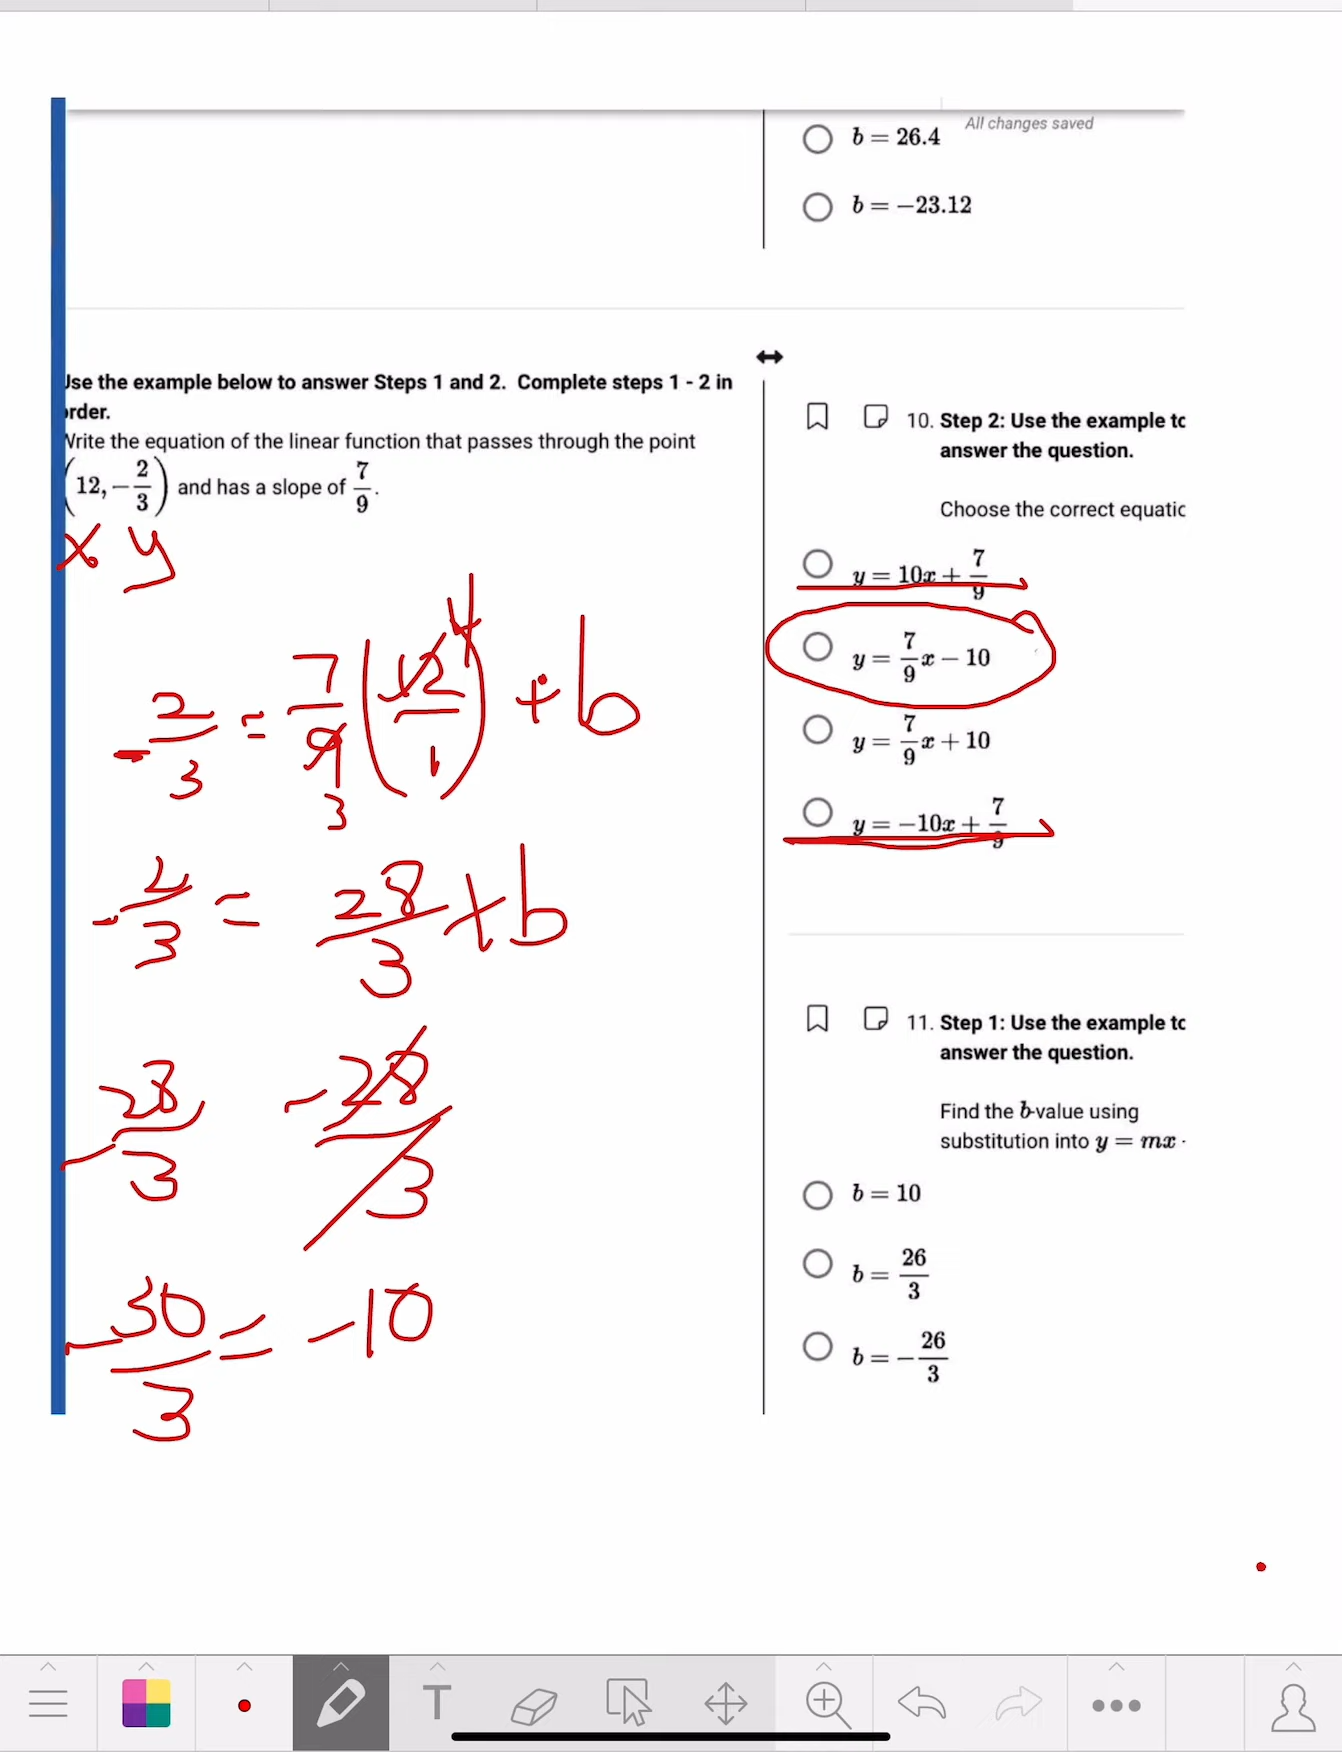 All changes saved
b = 26.4
b = −23.12
Use the example below to answer Steps 1 and 2. Complete steps 1 - 2 in
order.
Write the equation of the linear function that passes through the point
(12, −2/3) and has a slope of 7/9.
x y
-2/3 = 7/9 3 (12/1) 4 + b
-2/3 = 28/3 + b
-28/3 -28/3
-30/3 = -10
10. Step 2: Use the example to
answer the question.
Choose the correct equatic
y = 10x + 7/9
y = 7/9 x − 10
y = 7/9 x + 10
y = −10x + 7/9
11. Step 1: Use the example to
answer the question.
Find the b-value using
substitution into y = mx
b = 10
b = 26/3
b = −26/3
T